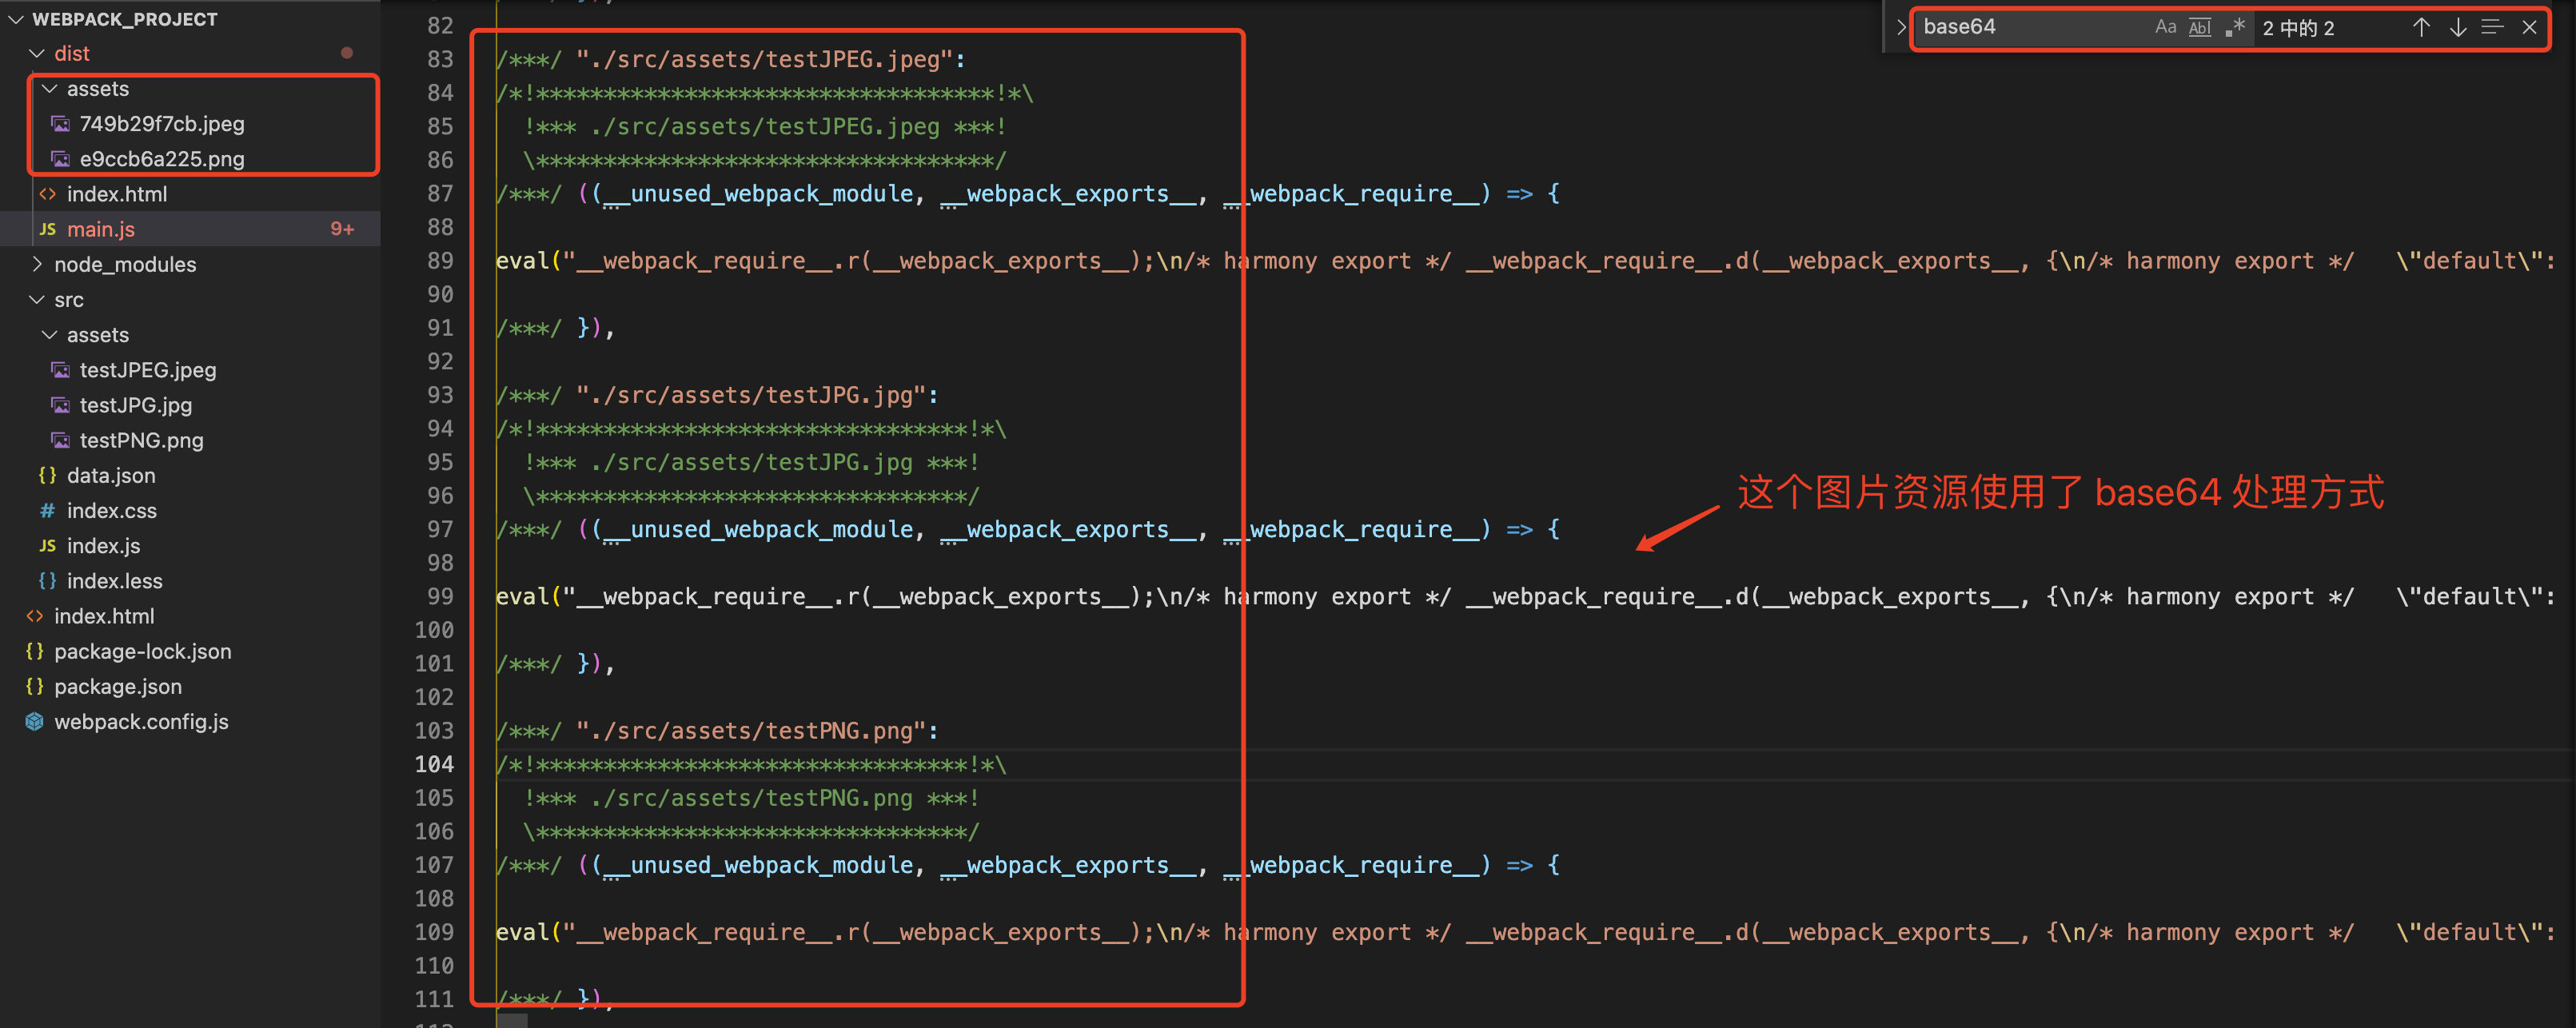 WEBPACK_PROJECT
dist
assets
749b29f7cb.jpeg
e9ccb6a225.png
index.html
JS main.js 9+
node_modules
src
assets
testJPEG.jpeg
testJPG.jpg
testPNG.png
{} data.json
# index.css
JS index.js
{} index.less
<> index.html
{} package-lock.json
{} package.json
webpack.config.js
base64 Aa Abl .* 2 中的 2
82
83 /***/ "./src/assets/testJPEG.jpeg":
84 /*!**********************************!*\
85   !*** ./src/assets/testJPEG.jpeg ***!
86   \**********************************/
87 /***/ ((__unused_webpack_module, __webpack_exports__, __webpack_require__) => {
88
89 eval("__webpack_require__.r(__webpack_exports__);\n/* harmony export */ __webpack_require__.d(__webpack_exports__, {\n/* harmony export */   \"default\":
90
91 /***/ }),
92
93 /***/ "./src/assets/testJPG.jpg":
94 /*!********************************!*\
95   !*** ./src/assets/testJPG.jpg ***!
96   \********************************/
这个图片资源使用了 base64 处理方式
97 /***/ ((__unused_webpack_module, __webpack_exports__, __webpack_require__) => {
98
99 eval("__webpack_require__.r(__webpack_exports__);\n/* harmony export */ __webpack_require__.d(__webpack_exports__, {\n/* harmony export */   \"default\":
100
101 /***/ }),
102
103 /***/ "./src/assets/testPNG.png":
104 /*!********************************!*\
105   !*** ./src/assets/testPNG.png ***!
106   \********************************/
107 /***/ ((__unused_webpack_module, __webpack_exports__, __webpack_require__) => {
108
109 eval("__webpack_require__.r(__webpack_exports__);\n/* harmony export */ __webpack_require__.d(__webpack_exports__, {\n/* harmony export */   \"default\":
110
111 /***/ }),